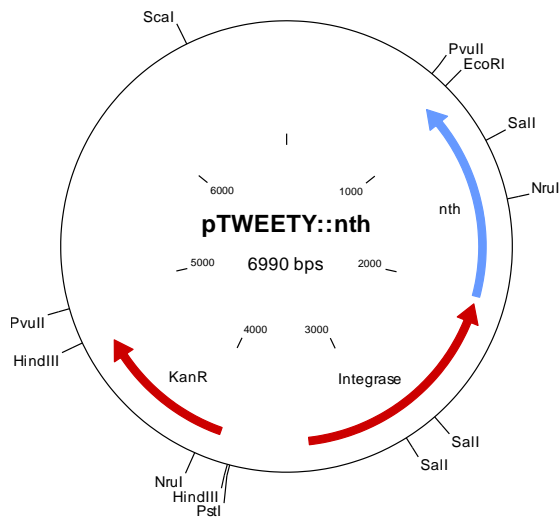 ScaI
PvuII
EcoRI
SalI
NruI
6000
1000
nth
pTWEETY::nth
6990 bps
5000
2000
PvuII
HindIII
4000
3000
KanR
Integrase
SalI
SalI
NruI
HindIII
PstI